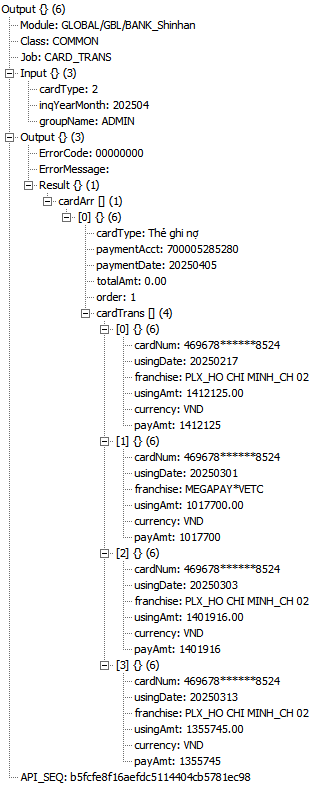 Output {} (6)
Module: GLOBAL/GBL/BANK_Shinhan
Class: COMMON
Job: CARD_TRANS
Input {} (3)
cardType: 2
inqYearMonth: 202504
groupName: ADMIN
Output {} (3)
ErrorCode: 00000000
ErrorMessage:
Result {} (1)
cardArr [] (1)
[0] {} (6)
cardType: Thẻ ghi nợ
paymentAcct: 700005285280
paymentDate: 20250405
totalAmt: 0.00
order: 1
cardTrans [] (4)
[0] {} (6)
cardNum: 469678******8524
usingDate: 20250217
franchise: PLX_HO CHI MINH_CH 02
usingAmt: 1412125.00
currency: VND
payAmt: 1412125
[1] {} (6)
cardNum: 469678******8524
usingDate: 20250301
franchise: MEGAPAY*VETC
usingAmt: 1017700.00
currency: VND
payAmt: 1017700
[2] {} (6)
cardNum: 469678******8524
usingDate: 20250303
franchise: PLX_HO CHI MINH_CH 02
usingAmt: 1401916.00
currency: VND
payAmt: 1401916
[3] {} (6)
cardNum: 469678******8524
usingDate: 20250313
franchise: PLX_HO CHI MINH_CH 02
usingAmt: 1355745.00
currency: VND
payAmt: 1355745
API_SEQ: b5fcfe8f16aefdc5114404cb5781ec98